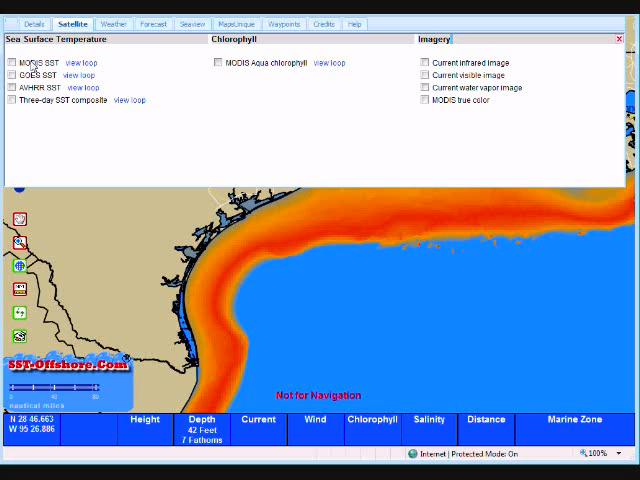 Details Satellite Weather Forecast Seaview MapsUnique Waypoints Credits Help
Sea Surface Temperature Chlorophyll Imagery
MODIS SST view loop MODIS Aqua chlorophyll view loop Current infrared image
GOES SST view loop Current visible image
AVHRR SST view loop Current water vapor image
Three-day SST composite view loop MODIS true color
SST-Offshore.Com
0 40 80
nautical miles
Not for Navigation
N 28 46.663 Height Depth Current Wind Chlorophyll Salinity Distance Marine Zone
W 95 26.886 42 Feet
7 Fathoms
Internet | Protected Mode: On 100%